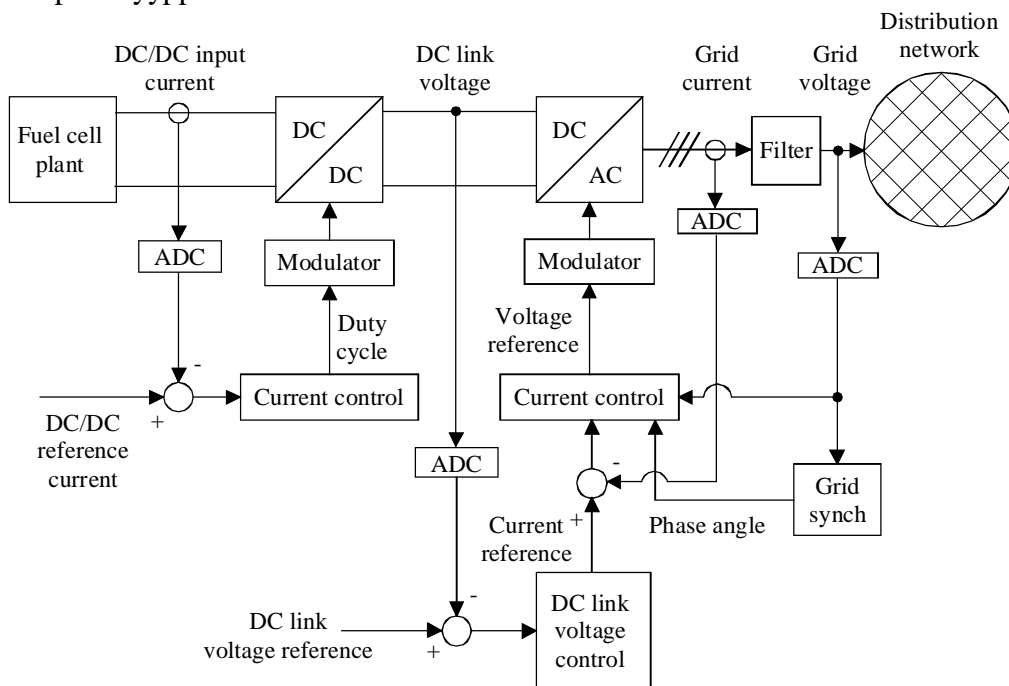 Distribution
network
DC/DC input
current
DC link
voltage
Grid
current
Grid
voltage
Fuel cell
plant
DC
DC
DC
AC
Filter
ADC
ADC
Modulator
Modulator
ADC
Duty
cycle
Voltage
reference
-
Current control
Current control
+
DC/DC
reference
current
ADC
-
Grid
synch
+
Current
reference
Phase angle
-
DC link
voltage reference
+
DC link
voltage
control